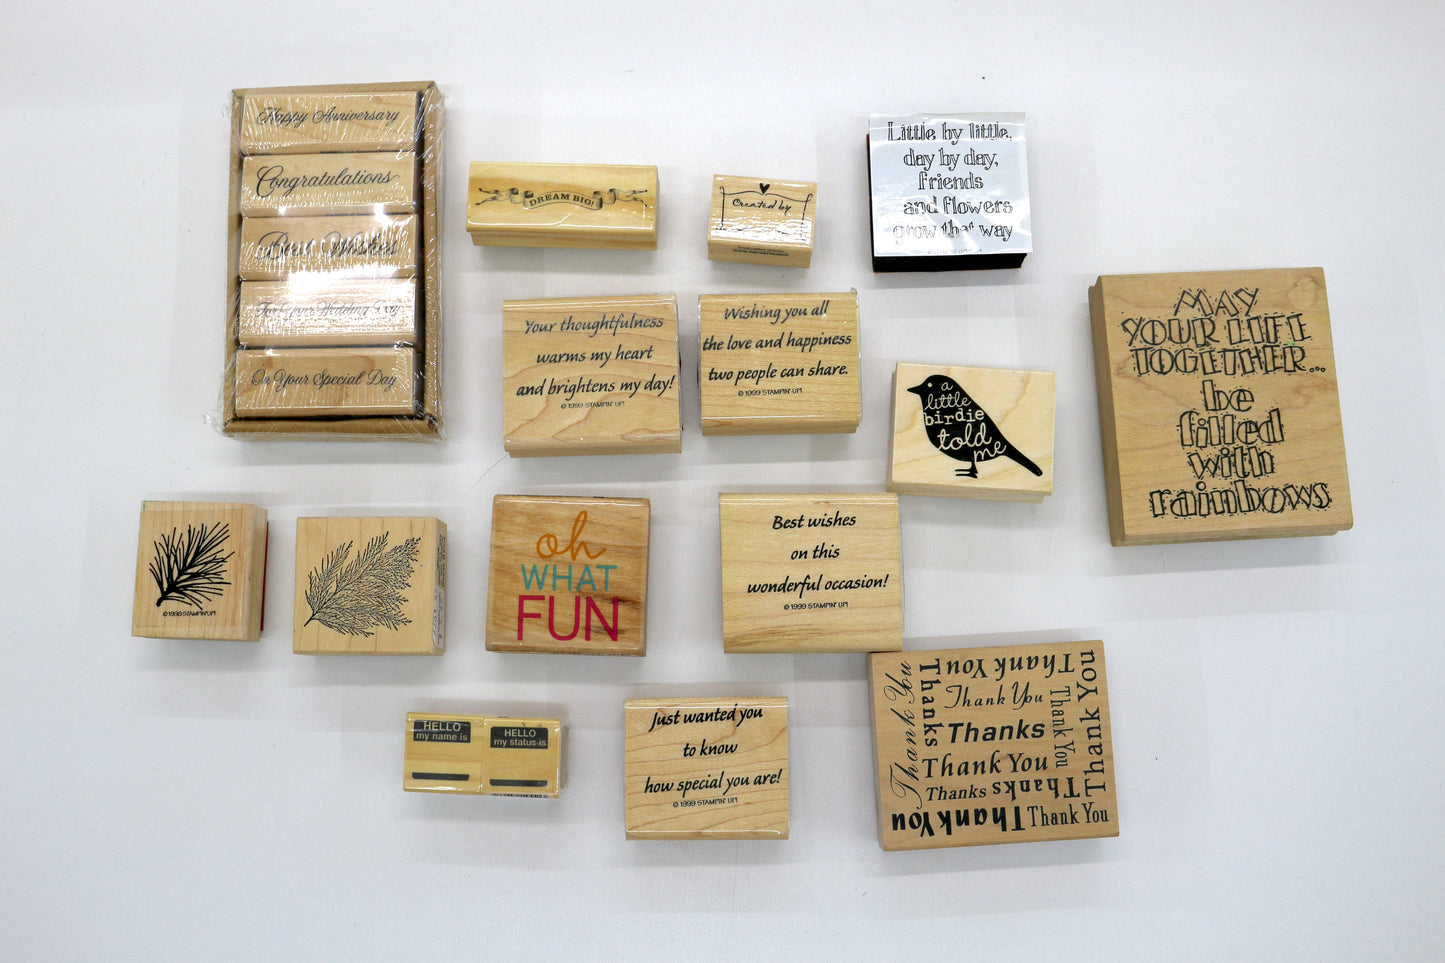 Happy Anniversary
Congratulations
Best Wishes
For Your Wedding Day
On Your Special Day
DREAM BIG!
Created by
Little by little,
day by day,
friends
and flowers
grow that way
Your thoughtfulness
warms my heart
and brightens my day!
© 1999 STAMPIN' UP!
Wishing you all
the love and happiness
two people can share.
© 1999 STAMPIN' UP!
a
little
birdie
told
me
MAY
YOUR LIFE
TOGETHER...
be
filled
with
rainbows
© 1998 STAMPIN' UP!
oh
WHAT
FUN
Best wishes
on this
wonderful occasion!
© 1999 STAMPIN' UP!
HELLO
my name is
HELLO
my status is
Just wanted you
to know
how special you are!
© 1999 STAMPIN' UP!
Thank You
Thanks
Thank You
Thank You
Thank You
Thanks
Thank You
Thank You
Thank You
Thanks
Thanks
Thank You
Thank You
Thank You